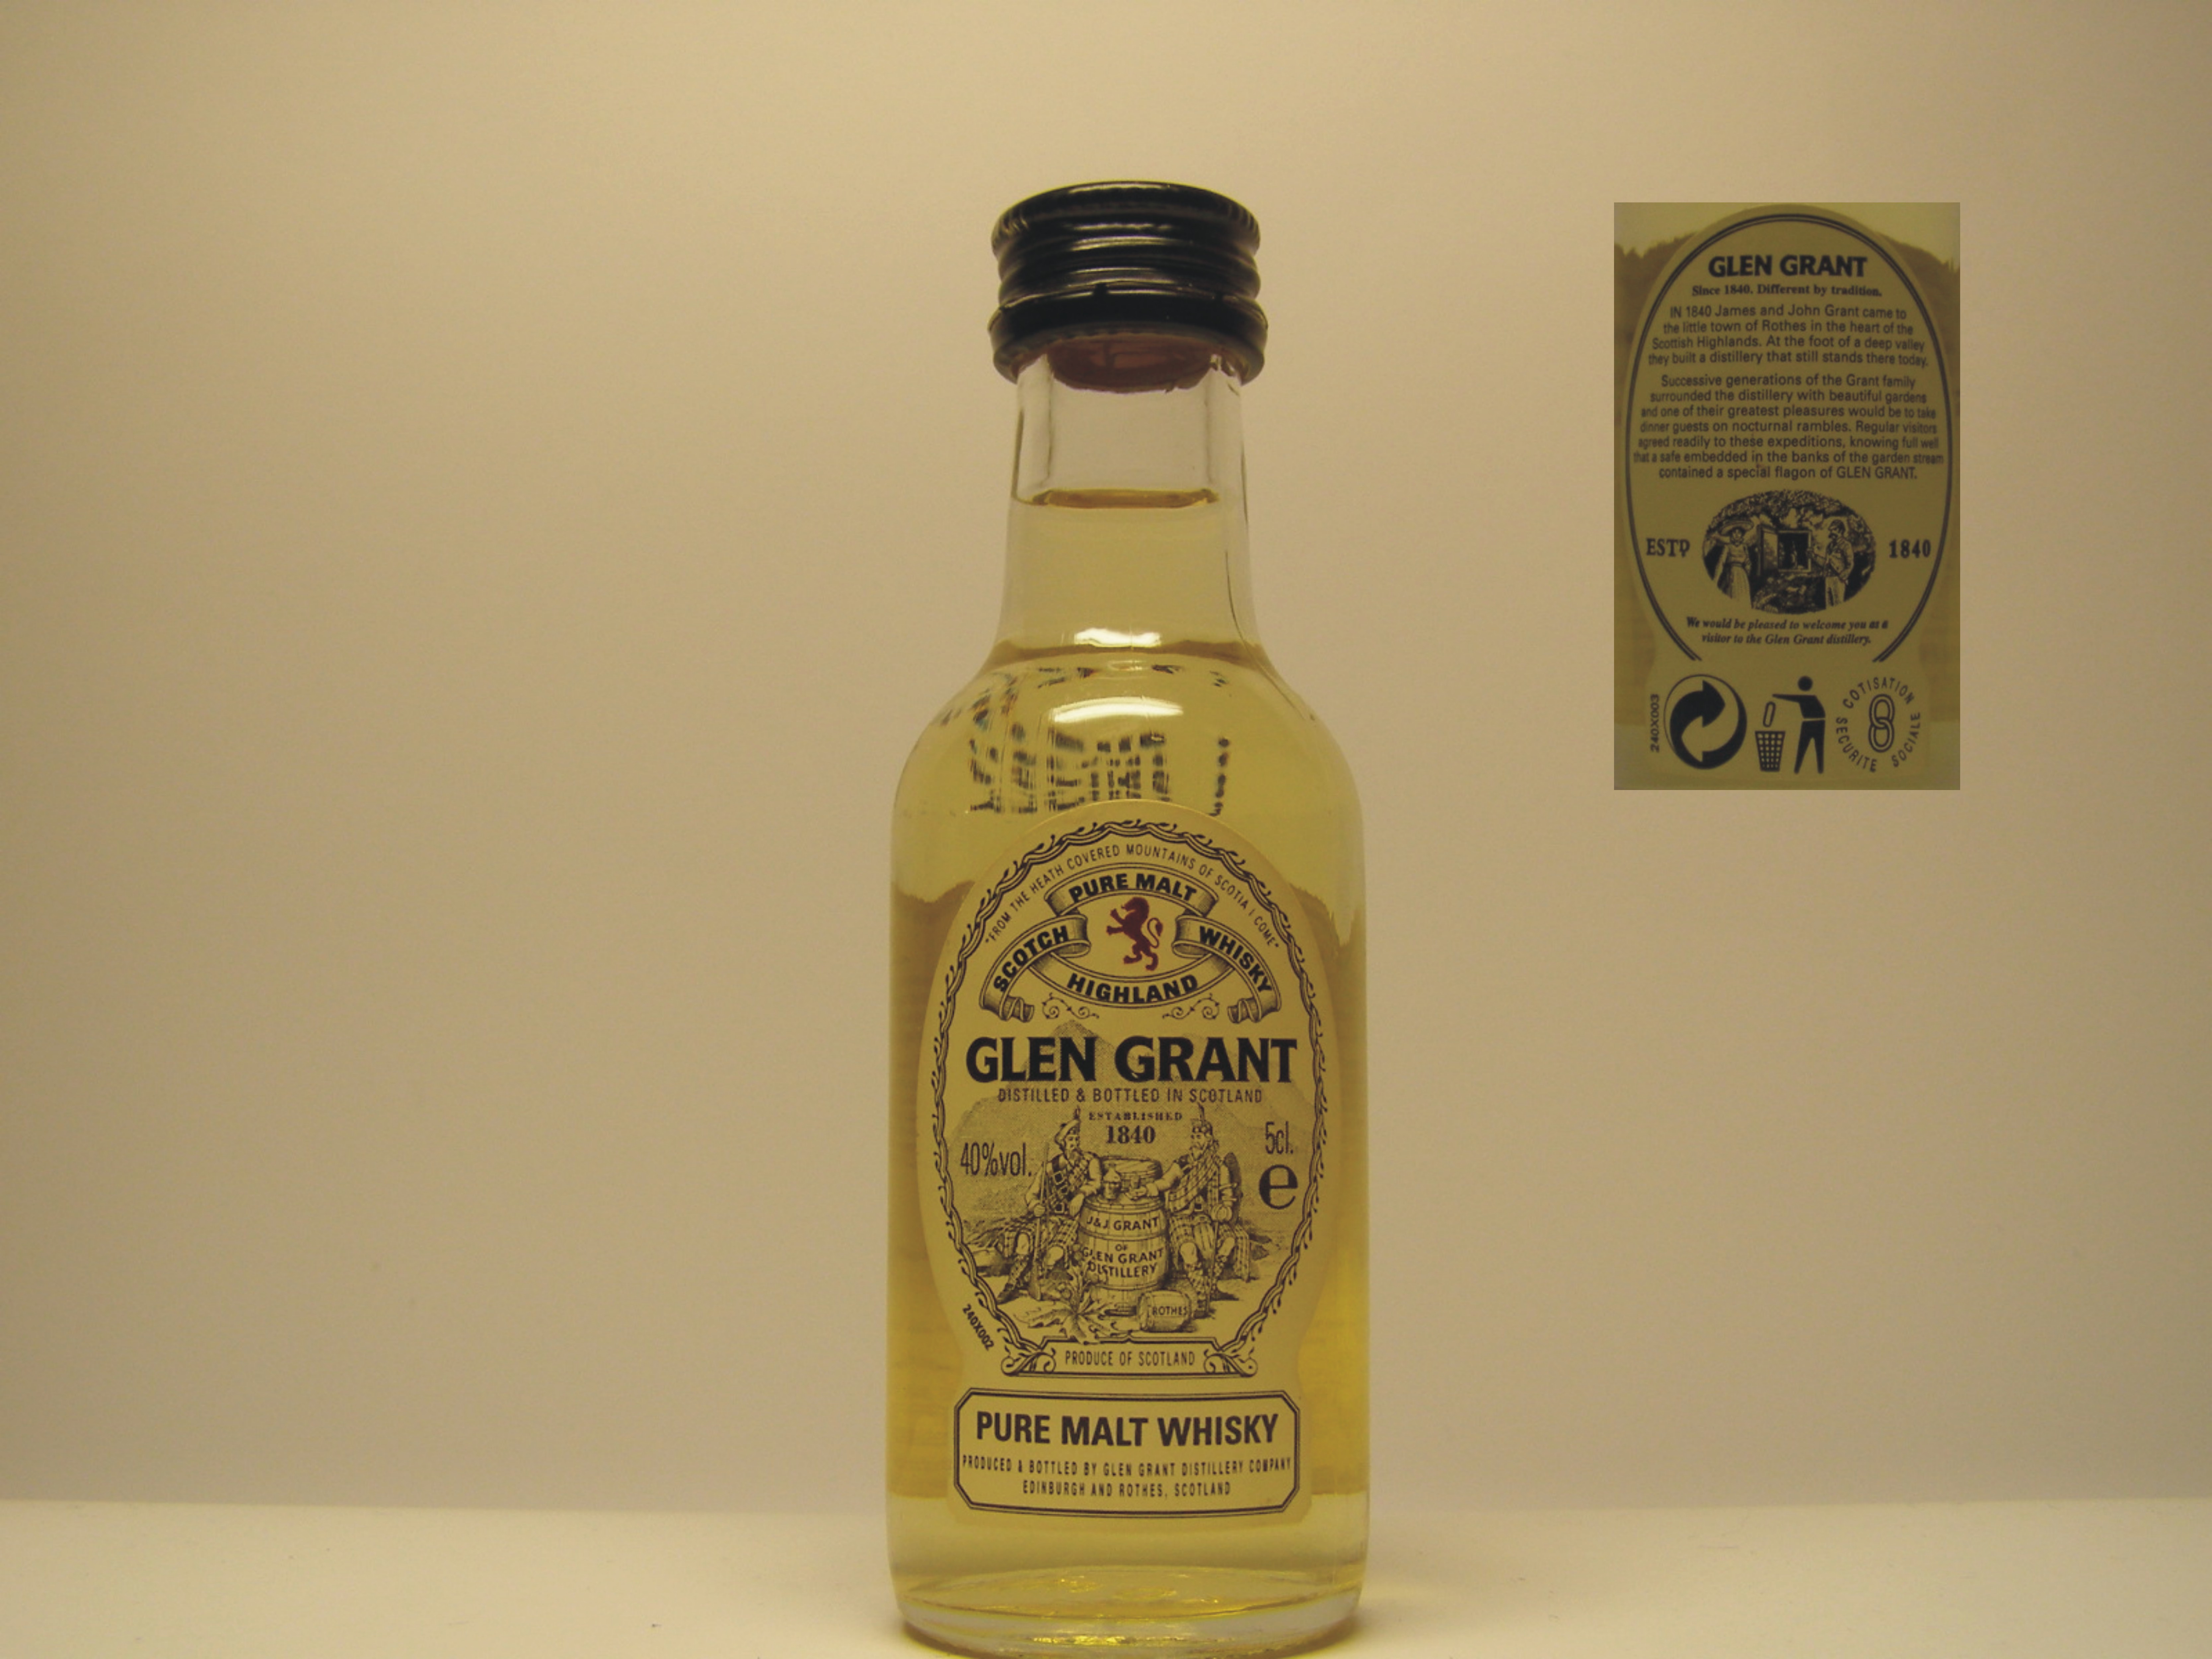 "FROM THE HEATH COVERED MOUNTAINS OF SCOTIA I COME"
PURE MALT
SCOTCH WHISKY
HIGHLAND
GLEN GRANT
DISTILLED & BOTTLED IN SCOTLAND
ESTABLISHED
1840
40%vol.
5cl.
e
J&J GRANT
OF
GLEN GRANT
DISTILLERY
ROTHES
240X002
PRODUCE OF SCOTLAND
PURE MALT WHISKY
PRODUCED & BOTTLED BY GLEN GRANT DISTILLERY COMPANY
EDINBURGH AND ROTHES, SCOTLAND
GLEN GRANT
Since 1840. Different by tradition.
IN 1840 James and John Grant came to
the little town of Rothes in the heart of the
Scottish Highlands. At the foot of a deep valley
they built a distillery that still stands there today.
Successive generations of the Grant family
surrounded the distillery with beautiful gardens
and one of their greatest pleasures would be to take
dinner guests on nocturnal rambles. Regular visitors
agreed readily to these expeditions, knowing full well
that a safe embedded in the banks of the garden stream
contained a special flagon of GLEN GRANT.
ESTD 1840
We would be pleased to welcome you as a
visitor to the Glen Grant distillery.
240X003
COTISATION
SECURITE SOCIALE